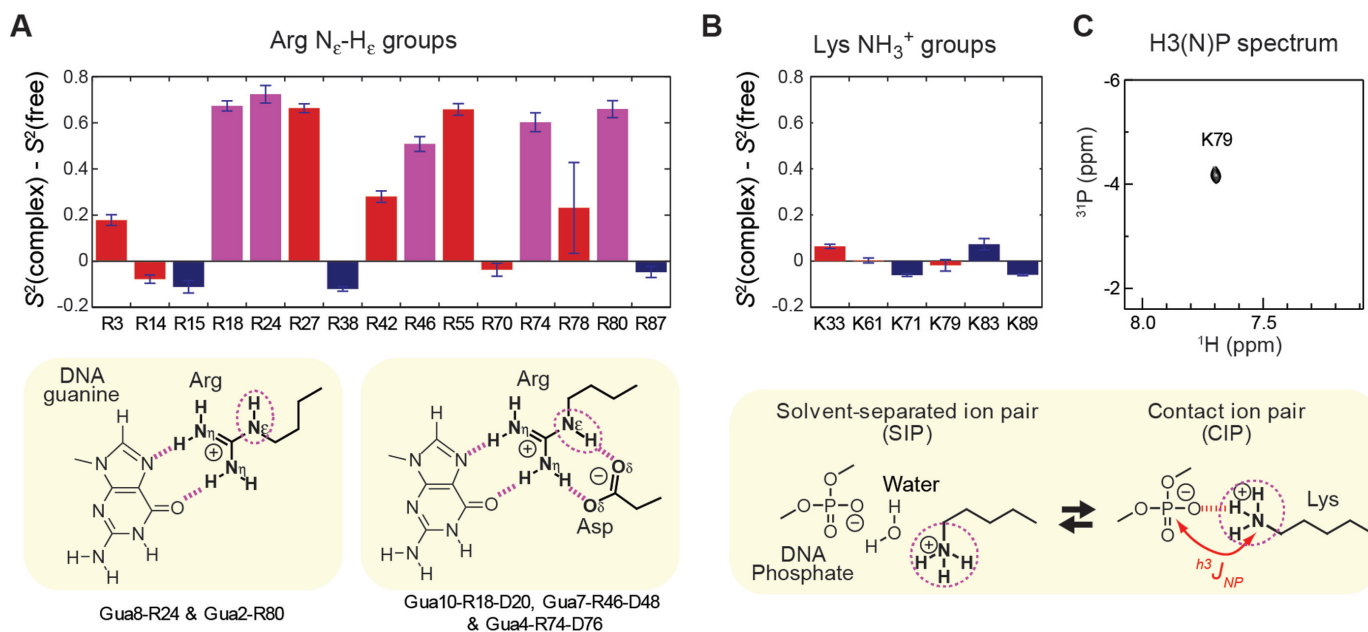 A
Arg Nε-Hε groups
S²(complex) - S²(free)
0.8
0.6
0.4
0.2
0
-0.2
R3 R14 R15 R18 R24 R27 R38 R42 R46 R55 R70 R74 R78 R80 R87
B
Lys NH₃⁺ groups
S²(complex) - S²(free)
0.8
0.6
0.4
0.2
0
-0.2
K33 K61 K71 K79 K83 K89
C
H3(N)P spectrum
-6
-4
-2
³¹P (ppm)
K79
8.0 7.5
¹H (ppm)
DNA
guanine
Arg
H
H
H
H
Nη
Nε
+
H
H
Nη
N
N
O
N
N
NH
N-H
H
Gua8-R24 & Gua2-R80
Arg
H
H
H
Nη
Nε
H
+
H
H
Nη
−
Oδ
Oδ
Asp
N
N
O
N
N
NH
N-H
H
Gua10-R18-D20, Gua7-R46-D48
& Gua4-R74-D76
Solvent-separated ion pair
(SIP)
O
O-P-O
−
O
Water
H
O
H
DNA
Phosphate
+
N
H H
H
Contact ion pair
(CIP)
O
−
O-P-O
O
+
H H
N
H
Lys
h3JNP